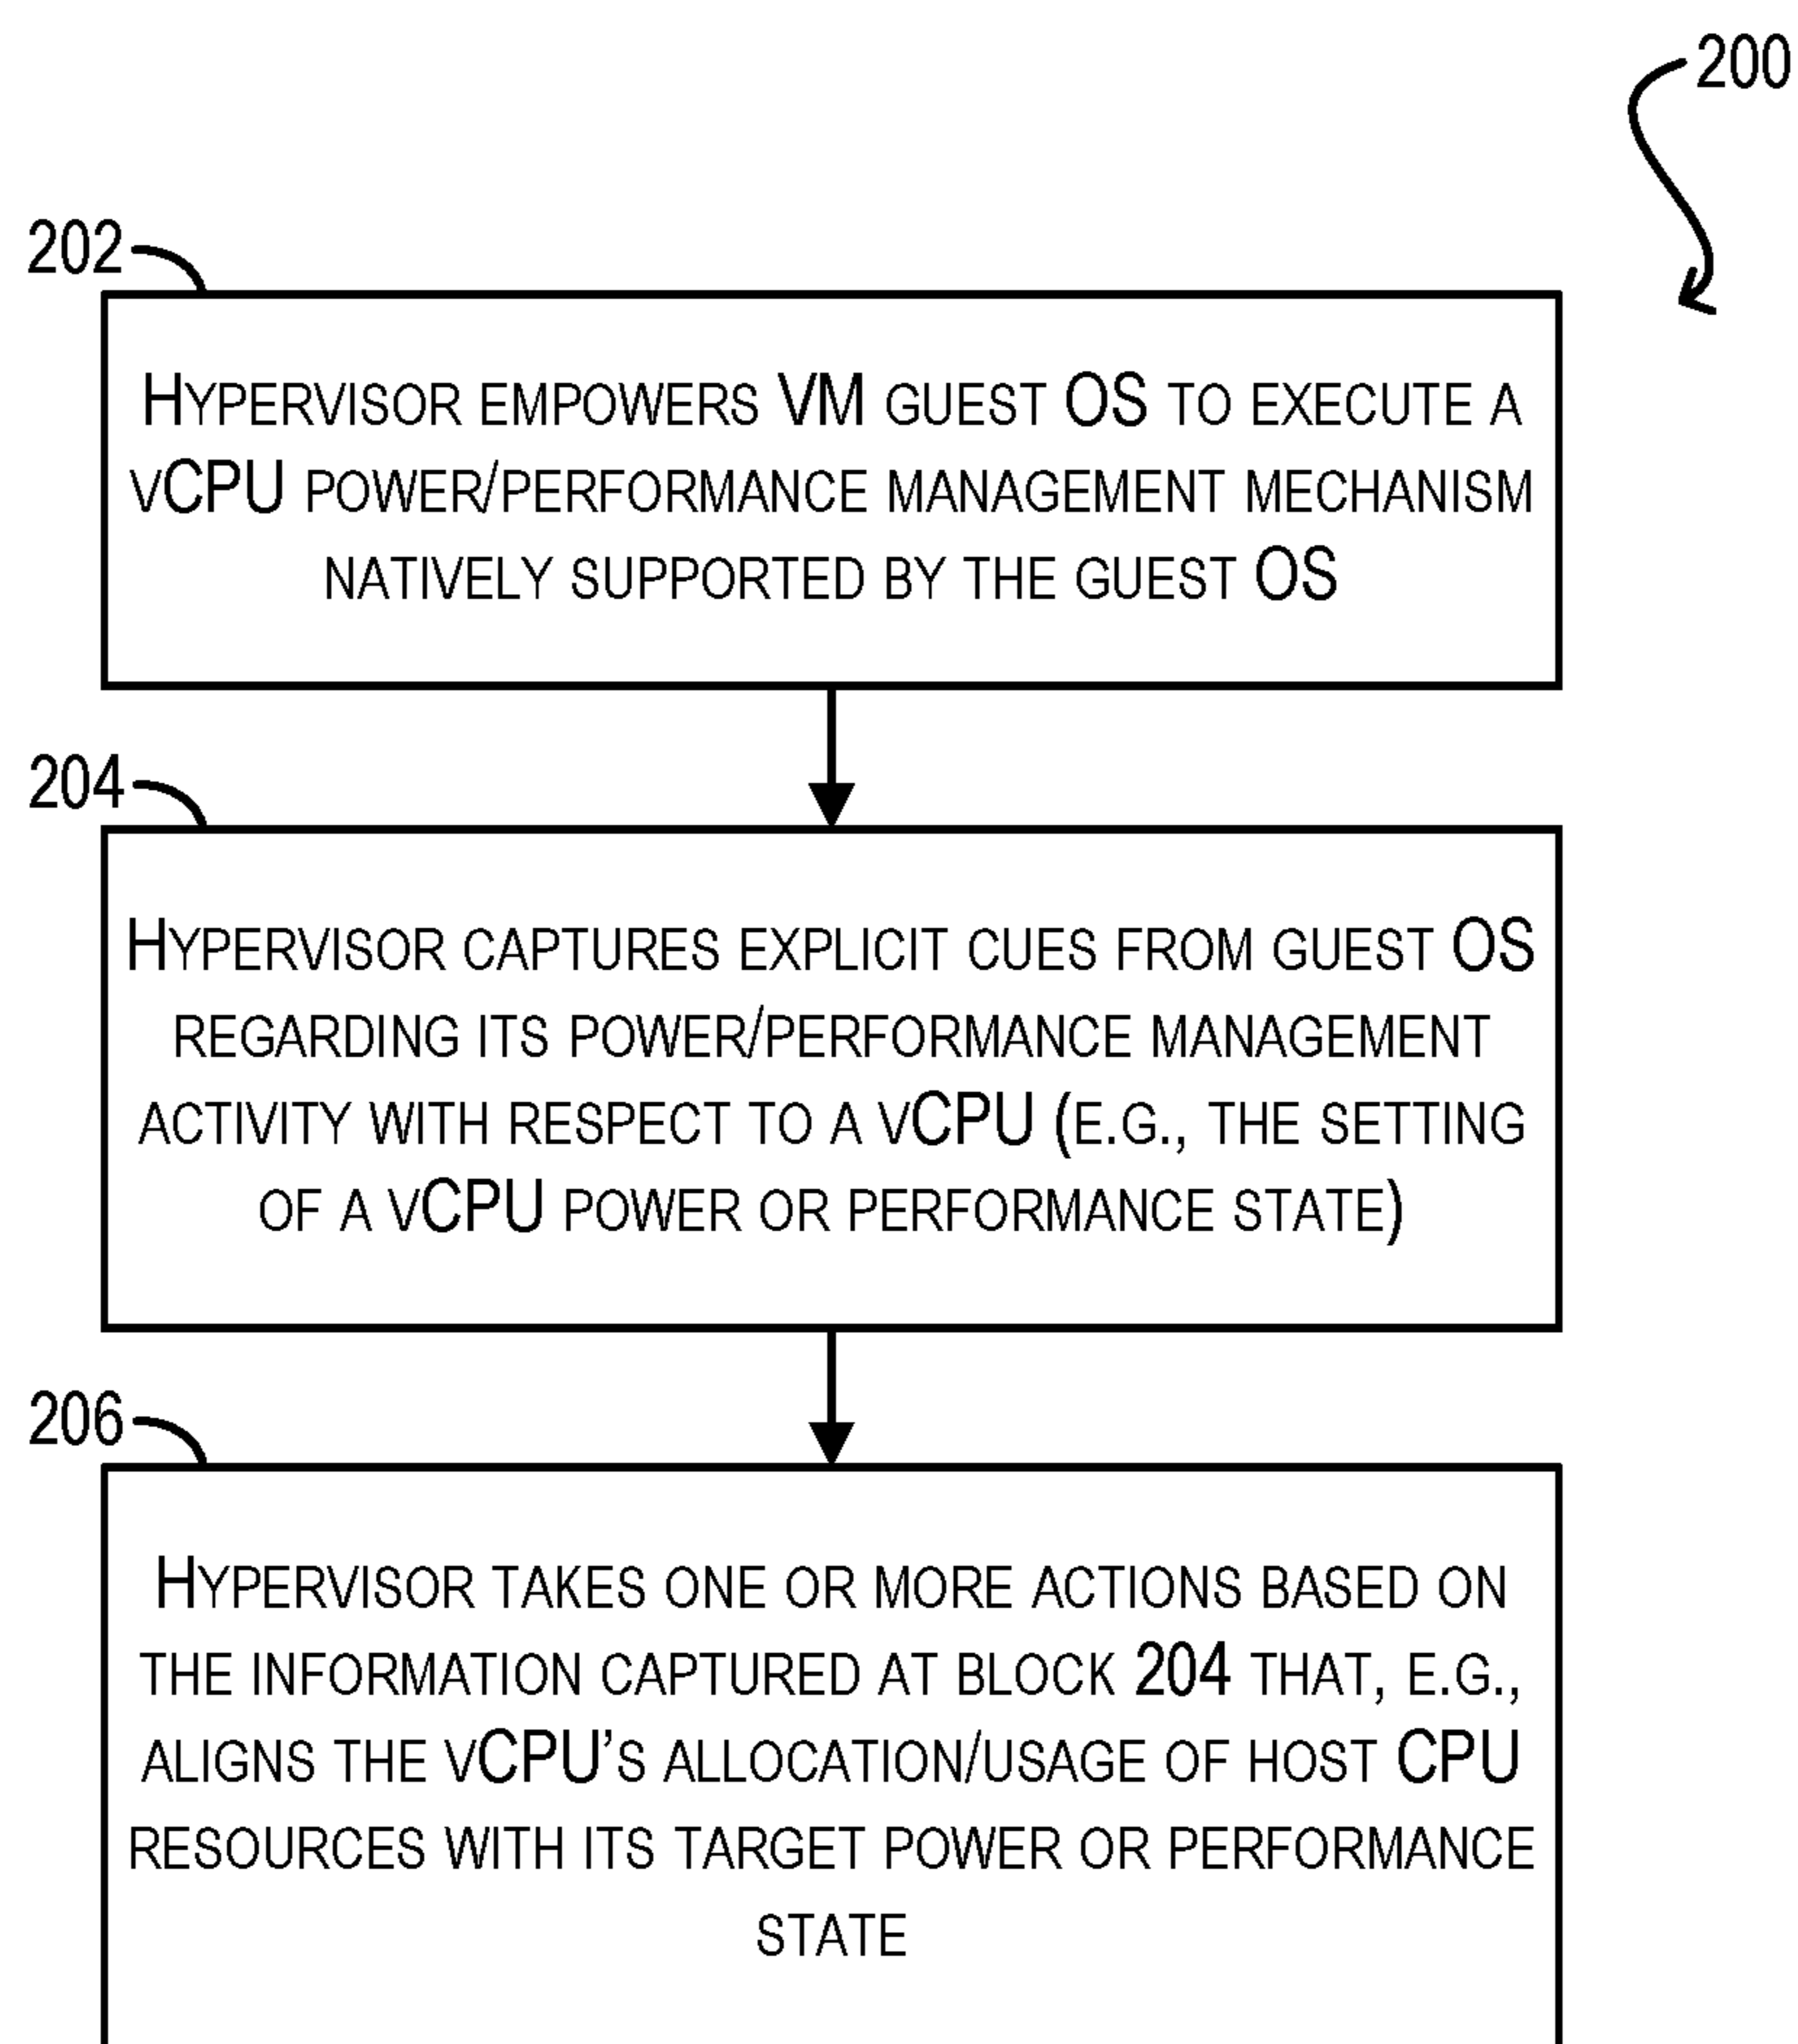 200
202
Hypervisor empowers VM guest OS to execute a
vCPU power/performance management mechanism
natively supported by the guest OS
204
Hypervisor captures explicit cues from guest OS
regarding its power/performance management
activity with respect to a vCPU (e.g., the setting
of a vCPU power or performance state)
206
Hypervisor takes one or more actions based on
the information captured at block 204 that, e.g.,
aligns the vCPU’s allocation/usage of host CPU
resources with its target power or performance
state